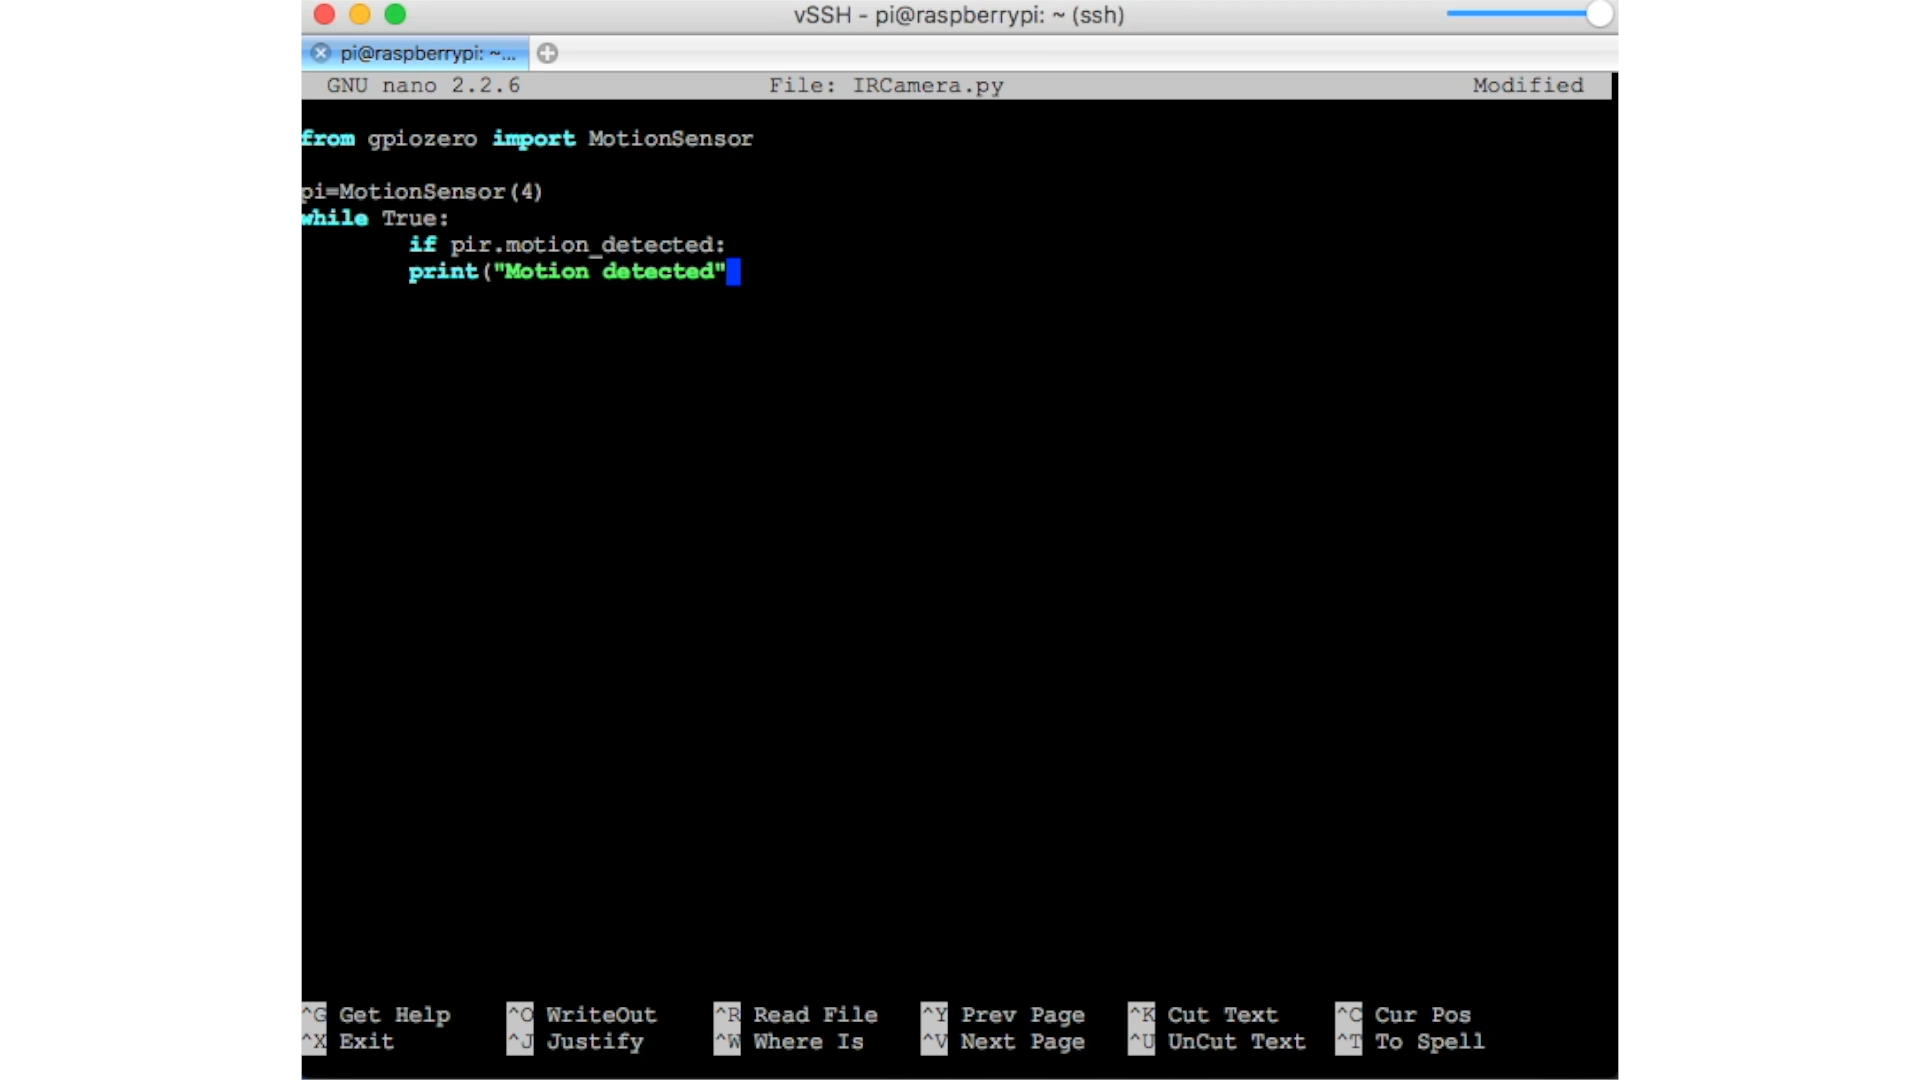 vSSH - pi@raspberrypi: ~ (ssh)
pi@raspberrypi: ~...
GNU nano 2.2.6 File: IRCamera.py Modified
from gpiozero import MotionSensor
pi=MotionSensor(4)
while True:
if pir.motion_detected:
print("Motion detected"
^G Get Help ^O WriteOut ^R Read File ^Y Prev Page ^K Cut Text ^C Cur Pos
^X Exit ^J Justify ^W Where Is ^V Next Page ^U UnCut Text ^T To Spell